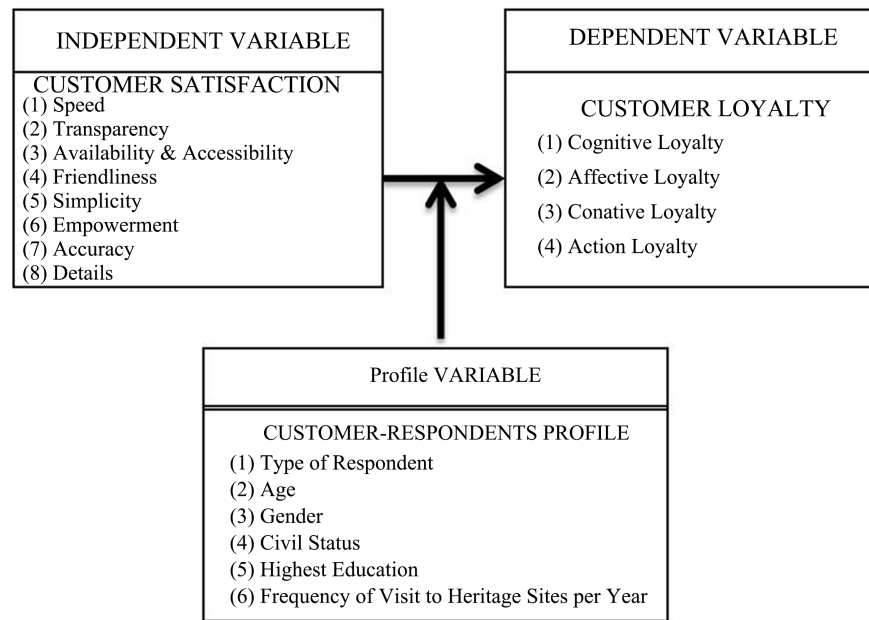 INDEPENDENT VARIABLE
CUSTOMER SATISFACTION
(1) Speed
(2) Transparency
(3) Availability & Accessibility
(4) Friendliness
(5) Simplicity
(6) Empowerment
(7) Accuracy
(8) Details
DEPENDENT VARIABLE
CUSTOMER LOYALTY
(1) Cognitive Loyalty
(2) Affective Loyalty
(3) Conative Loyalty
(4) Action Loyalty
Profile VARIABLE
CUSTOMER-RESPONDENTS PROFILE
(1) Type of Respondent
(2) Age
(3) Gender
(4) Civil Status
(5) Highest Education
(6) Frequency of Visit to Heritage Sites per Year